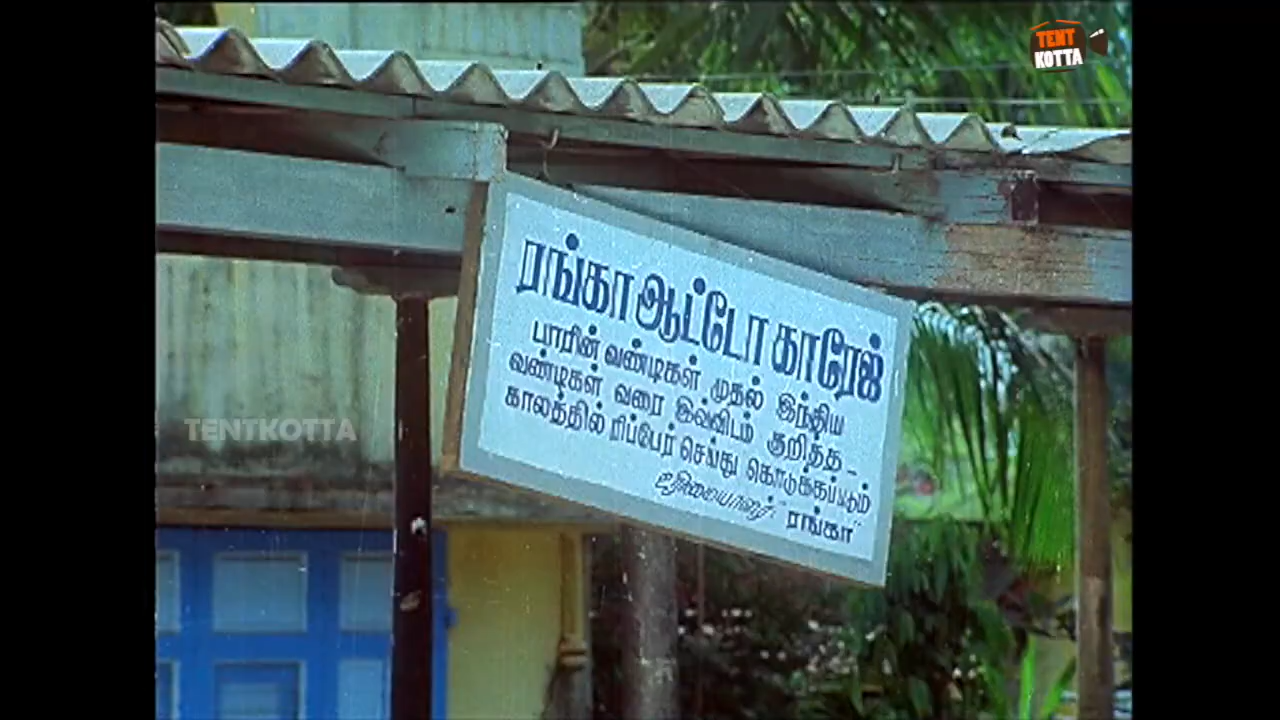 TENT
KOTTA
ரங்கா ஆட்டோ காரேஜ்
பாரின் வண்டிகள் முதல் இந்திய
வண்டிகள் வரை இவ்விடம் குறித்த -
காலத்தில் ரிப்பேர் செய்து கொடுக்கப்படும்
உரிமையாளர் "ரங்கா"
TENTKOTTA